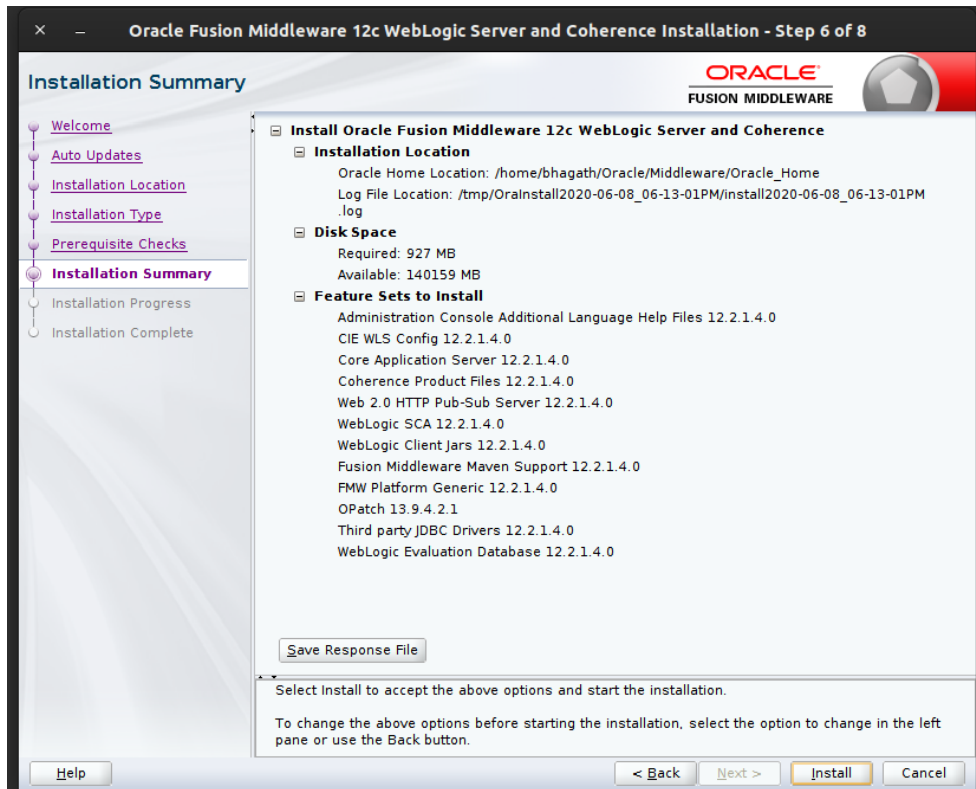 Oracle Fusion Middleware 12c WebLogic Server and Coherence Installation - Step 6 of 8
Installation Summary
ORACLE
FUSION MIDDLEWARE
Welcome
Auto Updates
Installation Location
Installation Type
Prerequisite Checks
Installation Summary
Installation Progress
Installation Complete
Install Oracle Fusion Middleware 12c WebLogic Server and Coherence
Installation Location
Oracle Home Location: /home/bhagath/Oracle/Middleware/Oracle_Home
Log File Location: /tmp/OraInstall2020-06-08_06-13-01PM/install2020-06-08_06-13-01PM
.log
Disk Space
Required: 927 MB
Available: 140159 MB
Feature Sets to Install
Administration Console Additional Language Help Files 12.2.1.4.0
CIE WLS Config 12.2.1.4.0
Core Application Server 12.2.1.4.0
Coherence Product Files 12.2.1.4.0
Web 2.0 HTTP Pub-Sub Server 12.2.1.4.0
WebLogic SCA 12.2.1.4.0
WebLogic Client Jars 12.2.1.4.0
Fusion Middleware Maven Support 12.2.1.4.0
FMW Platform Generic 12.2.1.4.0
OPatch 13.9.4.2.1
Third party JDBC Drivers 12.2.1.4.0
WebLogic Evaluation Database 12.2.1.4.0
Save Response File
Select Install to accept the above options and start the installation.
To change the above options before starting the installation, select the option to change in the left
pane or use the Back button.
Help
< Back
Next >
Install
Cancel